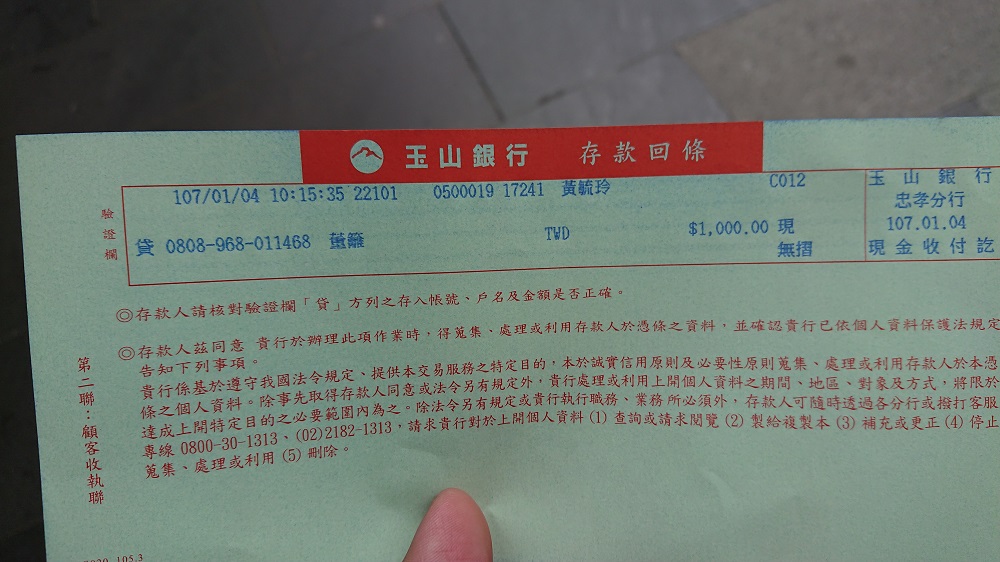 玉山銀行 存款回條
107/01/04 10:15:35 22101 0500019 17241 黃毓玲 C012
貸 0808-968-011468 董籬 TWD $1,000.00 現
無摺
玉山銀行
忠孝分行
107.01.04
現金收付訖
驗證欄
◎存款人請核對驗證欄「貸」方列之存入帳號、戶名及金額是否正確。
◎存款人茲同意 貴行於辦理此項作業時,得蒐集、處理或利用存款人於憑條之資料,並確認貴行已依個人資料保護法規定
告知下列事項。
貴行係基於遵守我國法令規定、提供本交易服務之特定目的,本於誠實信用原則及必要性原則蒐集、處理或利用存款人於本憑
條之個人資料。除事先取得存款人同意或法令另有規定外,貴行處理或利用上開個人資料之期間、地區、對象及方式,將限於
達成上開特定目的之必要範圍內為之。除法令另有規定或貴行執行職務、業務所必須外,存款人可隨時透過各分行或撥打客服
專線 0800-30-1313、(02)2182-1313,請求貴行對於上開個人資料(1) 查詢或請求閱覽 (2) 製給複製本 (3) 補充或更正 (4) 停止
蒐集、處理或利用 (5) 刪除。
第二聯:顧客收執聯
105.3